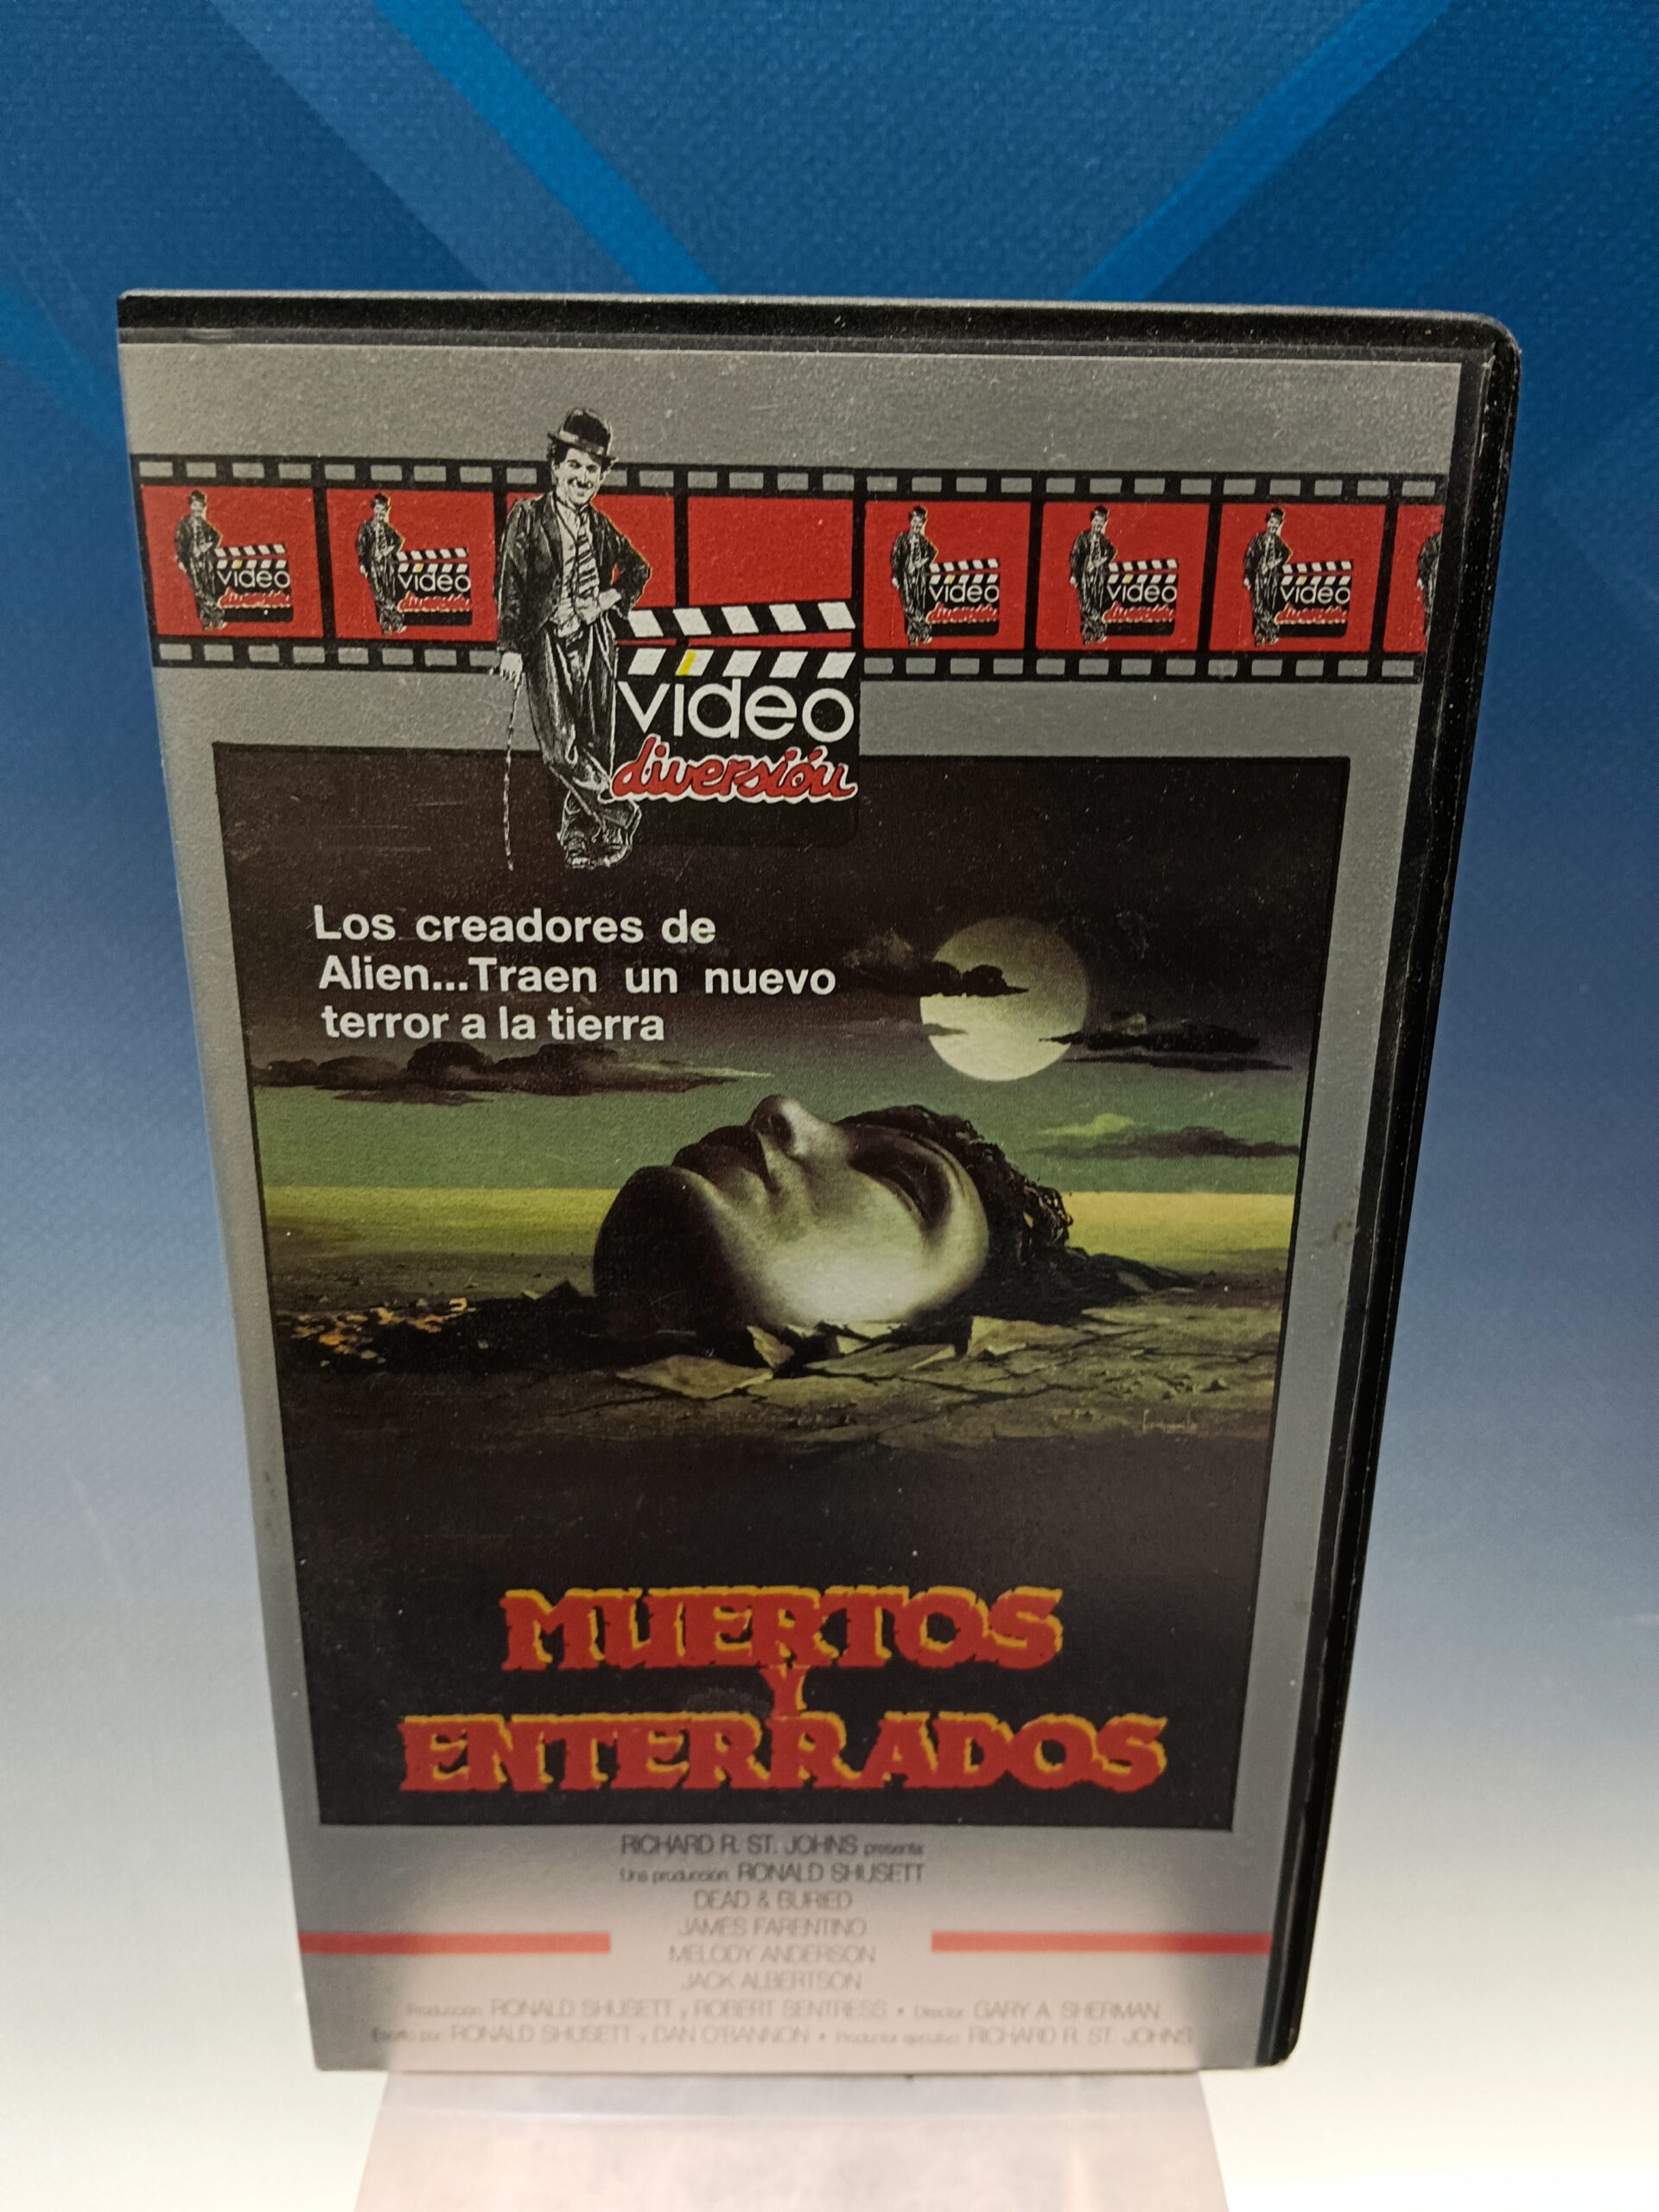 video
diversión
video
diversión
video
diversión
video
diversión
video
diversión
video
diversión
Los creadores de
Alien...Traen un nuevo
terror a la tierra
MUERTOS
Y
ENTERRADOS
RICHARD R. ST. JOHNS presenta
Una producción: RONALD SHUSETT
DEAD & BURIED
JAMES FARENTINO
MELODY ANDERSON
JACK ALBERTSON
Produccion: RONALD SHUSETT y ROBERT SENTRESS • Director: GARY A. SHERMAN
Escrito por: RONALD SHUSETT y DAN O'BANNON • Productor ejecutivo: RICHARD R. ST. JOHNS